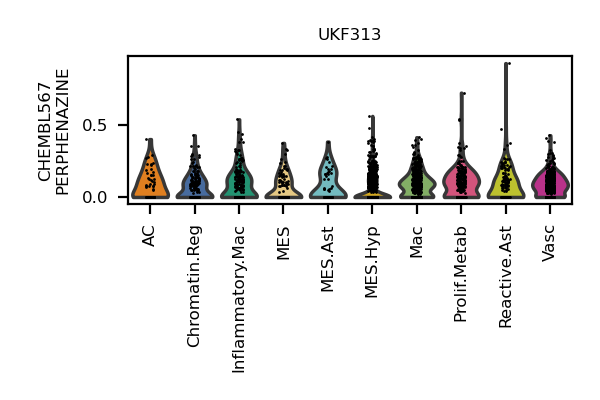 UKF313
CHEMBL567
PERPHENAZINE
0.5
0.0
AC
Chromatin.Reg
Inflammatory.Mac
MES
MES.Ast
MES.Hyp
Mac
Prolif.Metab
Reactive.Ast
Vasc